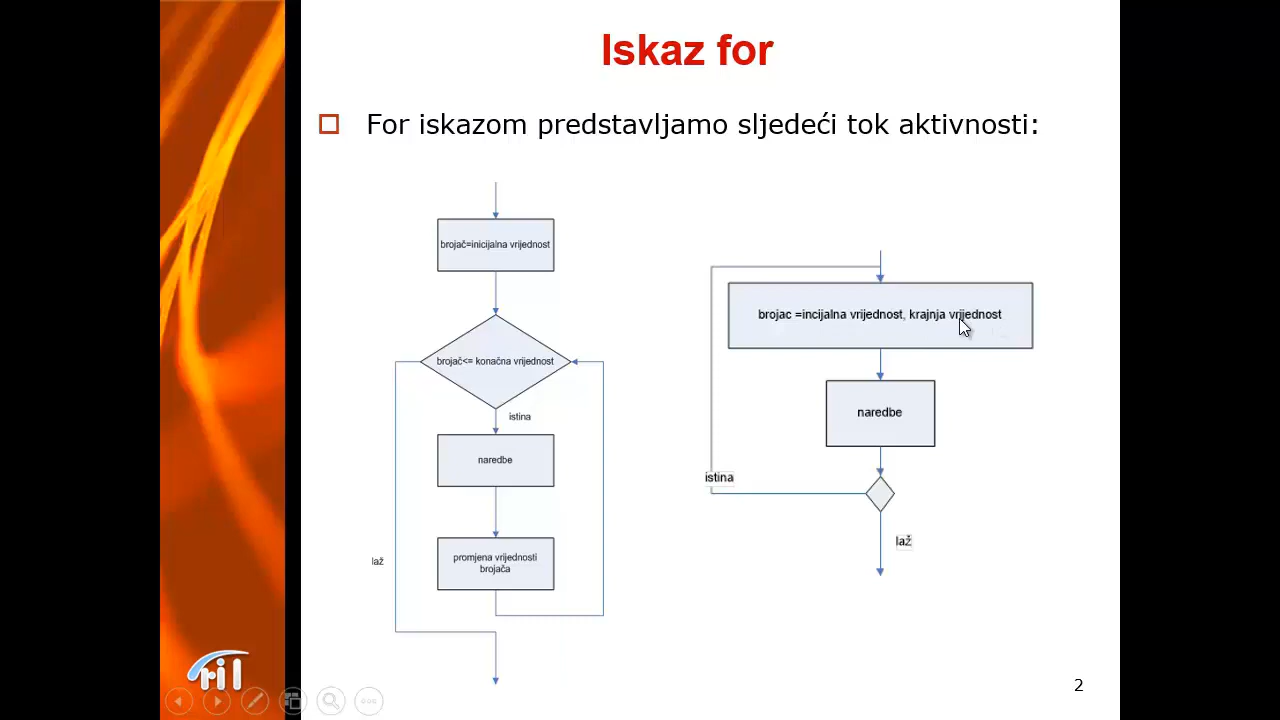 Iskaz for
For iskazom predstavljamo sljedeći tok aktivnosti:
brojač=inicijalna vrijednost
brojač<= konačna vrijednost
istina
naredbe
promjena vrijednosti
brojača
laž
brojac =incijalna vrijednost, krajnja vrijednost
naredbe
istina
laž
ril
2